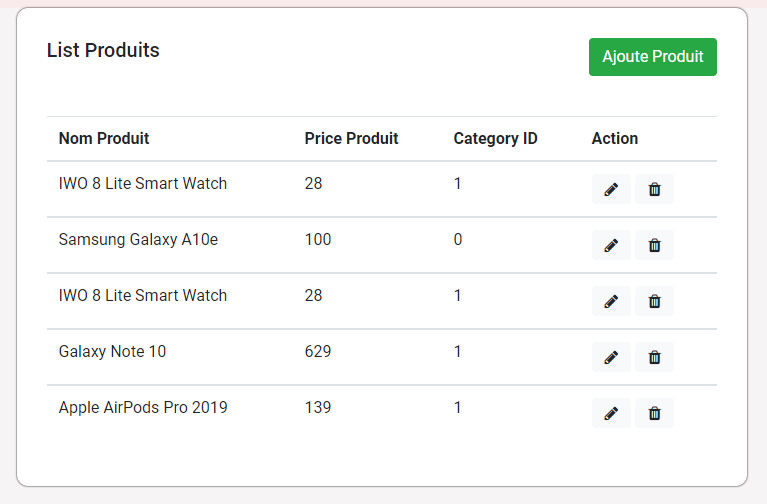 List Produits
Ajoute Produit
Nom Produit Price Produit Category ID Action
IWO 8 Lite Smart Watch 28 1
Samsung Galaxy A10e 100 0
IWO 8 Lite Smart Watch 28 1
Galaxy Note 10 629 1
Apple AirPods Pro 2019 139 1